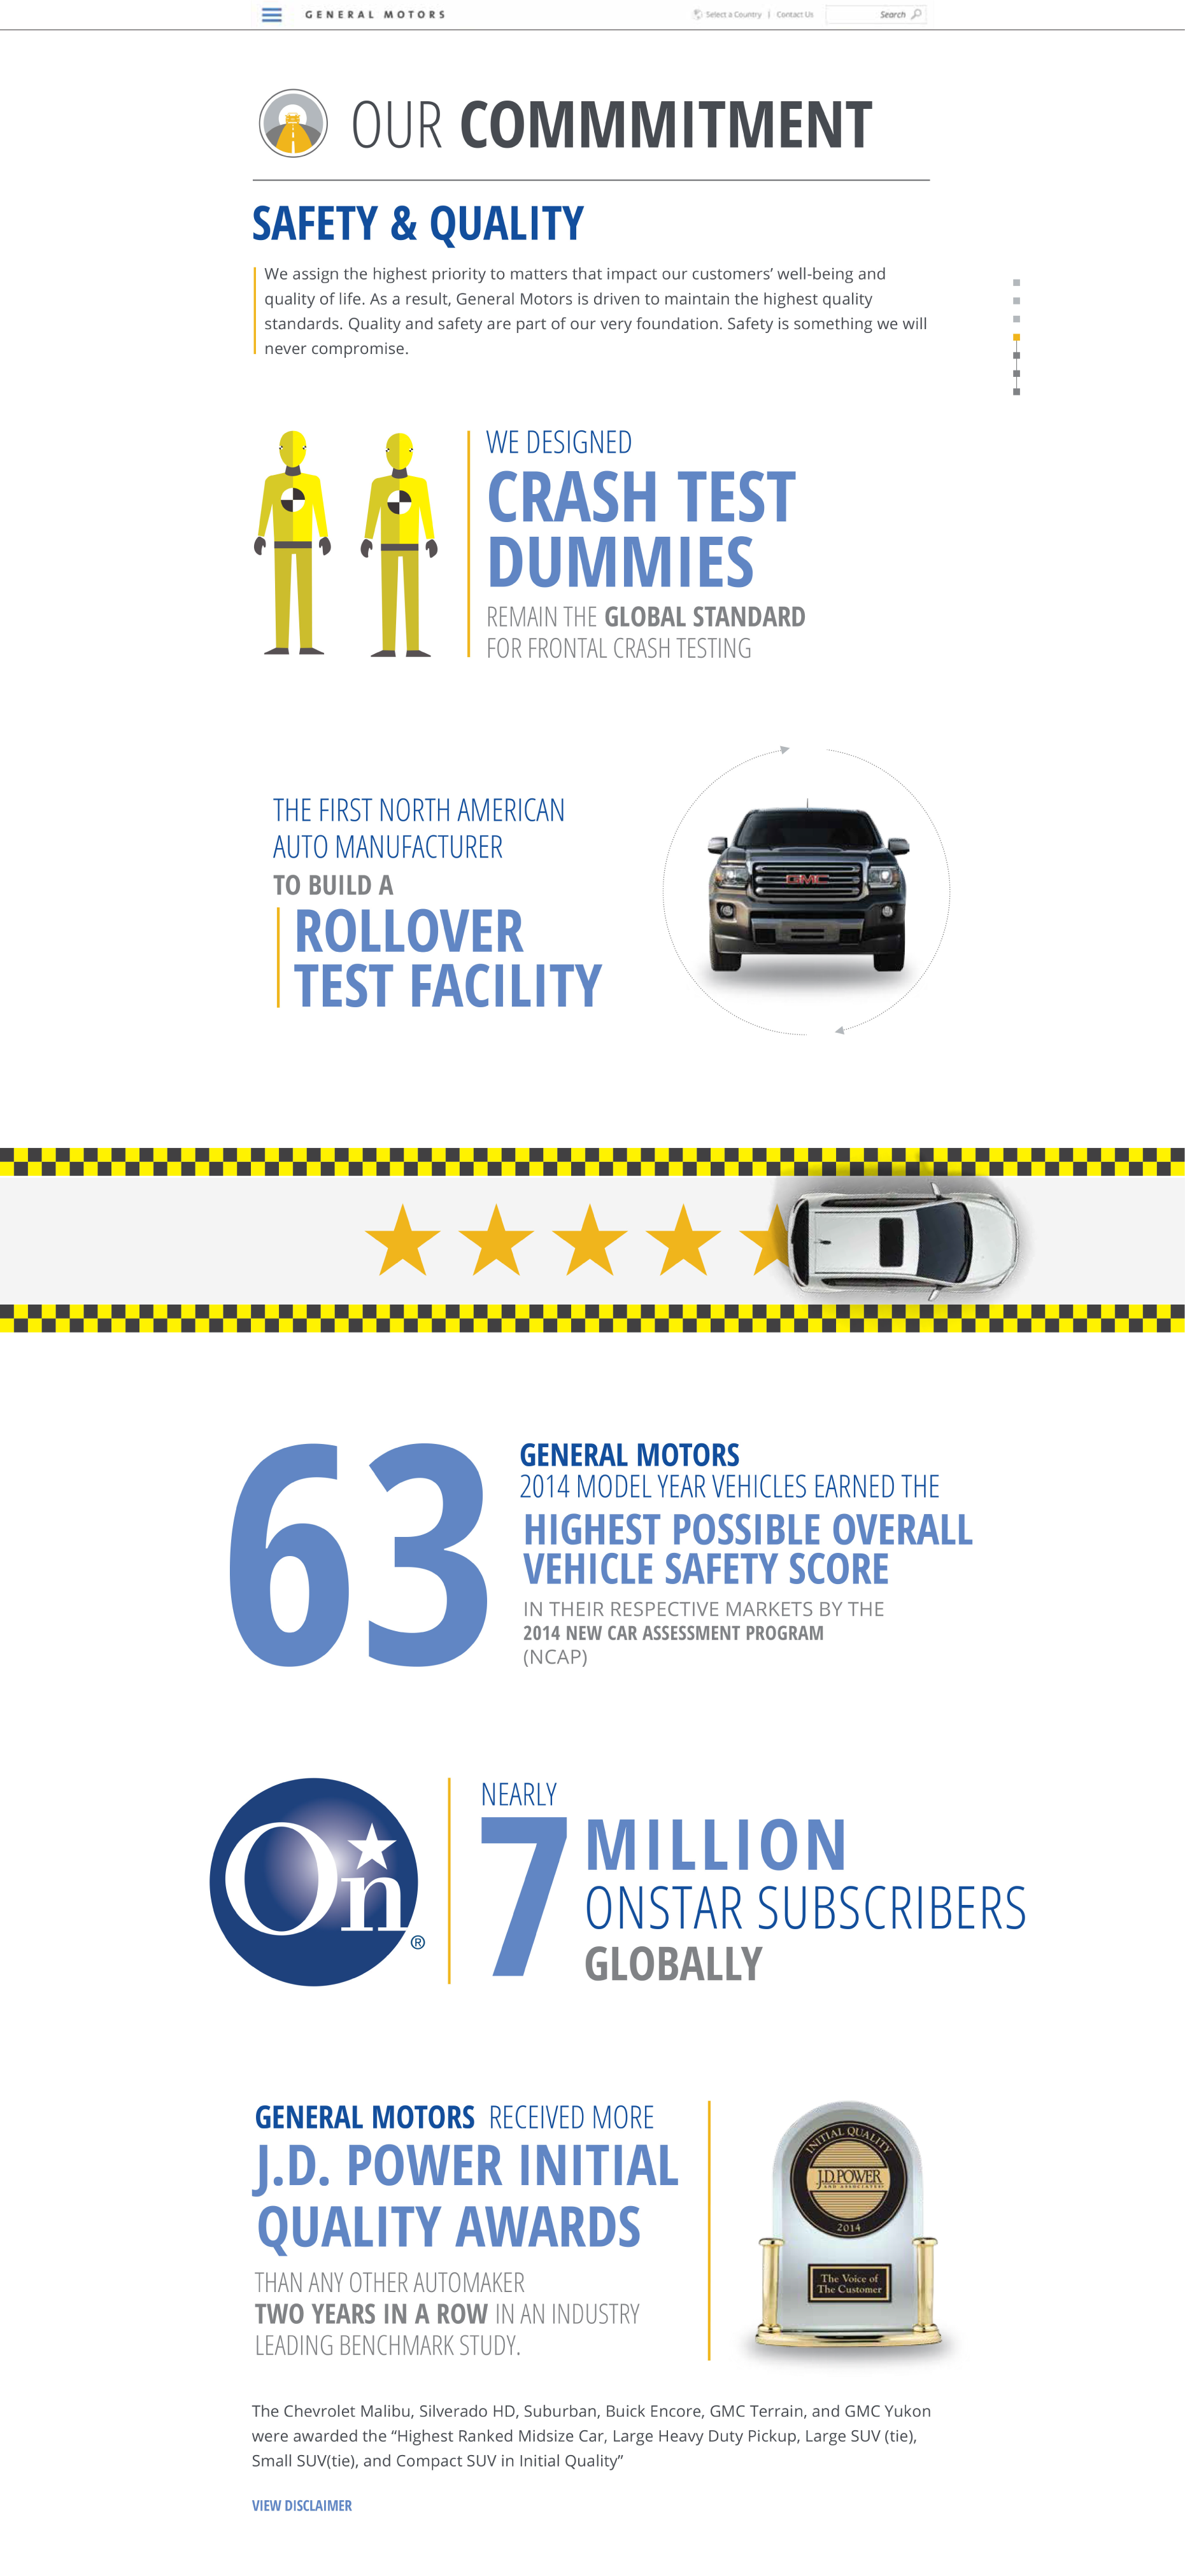 GENERAL MOTORS
Select a Country | Contact Us
Search
OUR COMMMITMENT
SAFETY & QUALITY
We assign the highest priority to matters that impact our customers’ well-being and
quality of life. As a result, General Motors is driven to maintain the highest quality
standards. Quality and safety are part of our very foundation. Safety is something we will
never compromise.
WE DESIGNED
CRASH TEST
DUMMIES
REMAIN THE GLOBAL STANDARD
FOR FRONTAL CRASH TESTING
THE FIRST NORTH AMERICAN
AUTO MANUFACTURER
TO BUILD A
ROLLOVER
TEST FACILITY
GMC
63
GENERAL MOTORS
2014 MODEL YEAR VEHICLES EARNED THE
HIGHEST POSSIBLE OVERALL
VEHICLE SAFETY SCORE
IN THEIR RESPECTIVE MARKETS BY THE
2014 NEW CAR ASSESSMENT PROGRAM
(NCAP)
On
®
NEARLY
7 MILLION
ONSTAR SUBSCRIBERS
GLOBALLY
GENERAL MOTORS RECEIVED MORE
J.D. POWER INITIAL
QUALITY AWARDS
THAN ANY OTHER AUTOMAKER
TWO YEARS IN A ROW IN AN INDUSTRY
LEADING BENCHMARK STUDY.
INITIAL QUALITY
J.D.POWER
AND ASSOCIATES
2014
The Voice of
The Customer
The Chevrolet Malibu, Silverado HD, Suburban, Buick Encore, GMC Terrain, and GMC Yukon
were awarded the “Highest Ranked Midsize Car, Large Heavy Duty Pickup, Large SUV (tie),
Small SUV(tie), and Compact SUV in Initial Quality”
VIEW DISCLAIMER